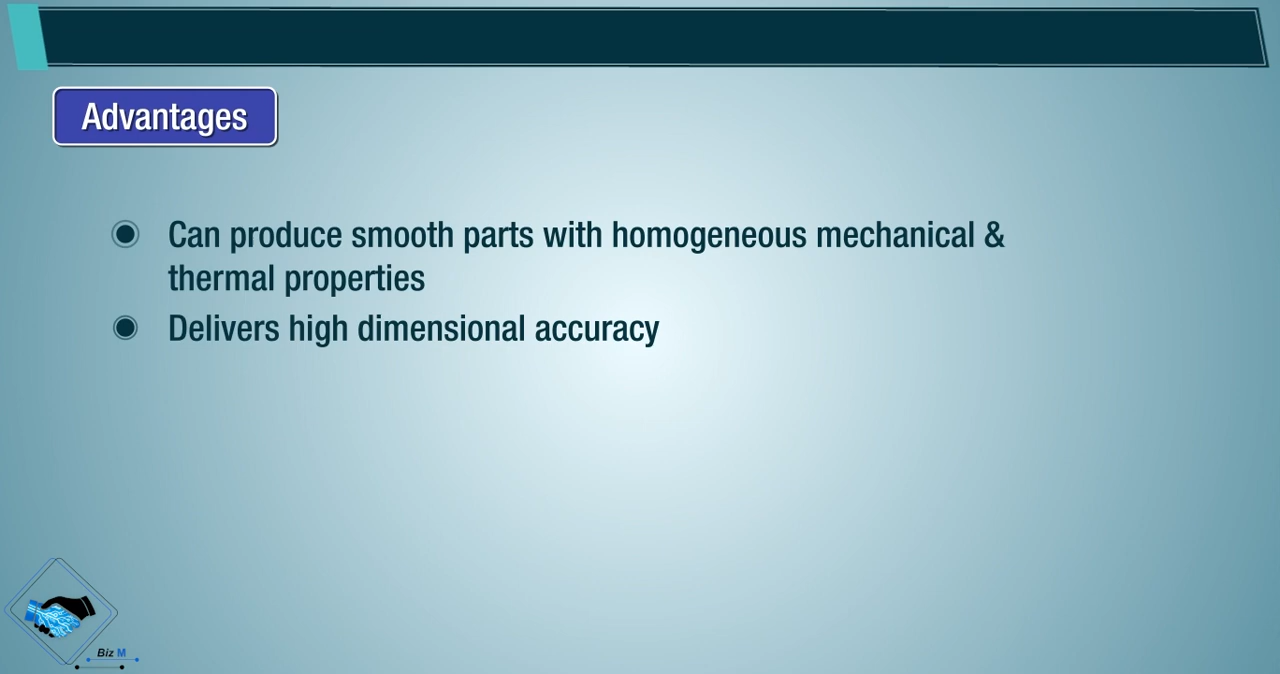 Advantages
Can produce smooth parts with homogeneous mechanical &
thermal properties
Delivers high dimensional accuracy
Biz M